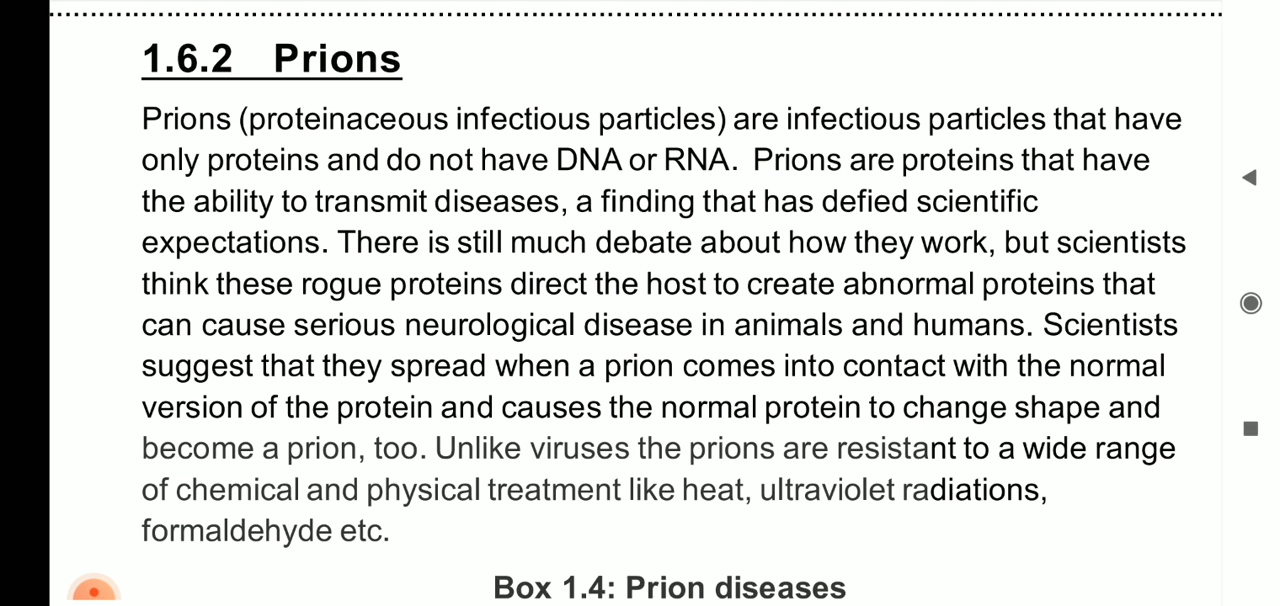 1.6.2 Prions
Prions (proteinaceous infectious particles) are infectious particles that have
only proteins and do not have DNA or RNA. Prions are proteins that have
the ability to transmit diseases, a finding that has defied scientific
expectations. There is still much debate about how they work, but scientists
think these rogue proteins direct the host to create abnormal proteins that
can cause serious neurological disease in animals and humans. Scientists
suggest that they spread when a prion comes into contact with the normal
version of the protein and causes the normal protein to change shape and
become a prion, too. Unlike viruses the prions are resistant to a wide range
of chemical and physical treatment like heat, ultraviolet radiations,
formaldehyde etc.
Box 1.4: Prion diseases